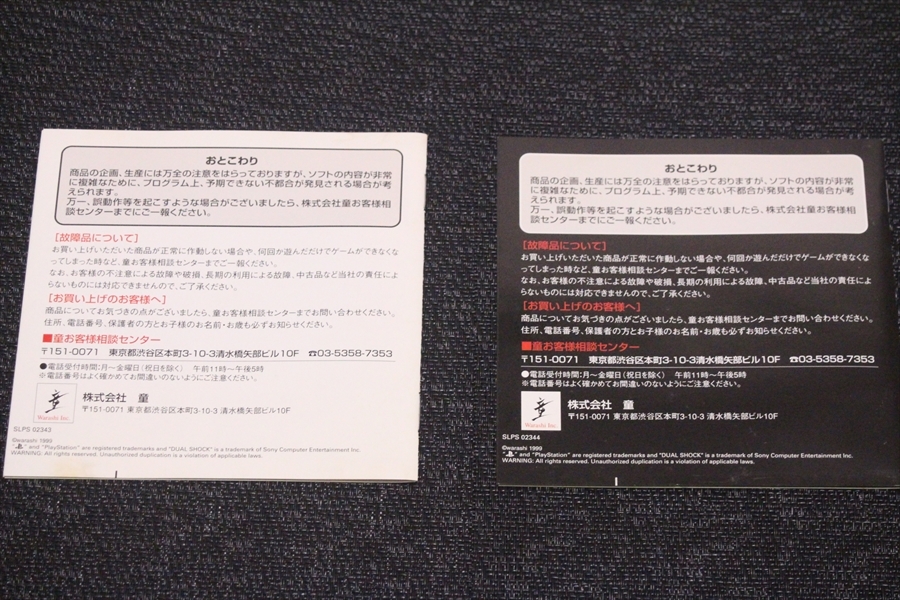 おとこわり
商品の企画、生産には万全の注意をはらっておりますが、ソフトの内容が非常
に複雑なために、プログラム上、予期できない不都合が発見される場合が考
えられます。
万一、誤動作等を起こすような場合がございましたら、株式会社童お客様相
談センターまでにご一報ください。
[故障品について]
お買い上げいただいた商品が正常に作動しない場合や、何回か遊んだだけでゲームができなくな
ってしまった時など、童お客様相談センターまでご一報ください。
なお、お客様の不注意による故障や破損、長期の利用による故障、中古品など当社の責任によ
らないものには対応できませんので、ご了承ください。
[お買い上げのお客様へ]
商品についてお気づきの点がございましたら、童お客様相談センターまでお問い合わせください。
住所、電話番号、保護者の方とお子様のお名前・お歳も必ずお知らせください。
■童お客様相談センター
〒151-0071 東京都渋谷区本町3-10-3清水橋矢部ビル10F ☎03-5358-7353
●電話受付時間:月〜金曜日(祝日を除く) 午前11時〜午後5時
※電話番号はよく確かめてお間違いのないようにご注意ください。
童
Warashi Inc.
株式会社 童
〒151-0071 東京都渋谷区本町3-10-3 清水橋矢部ビル10F
SLPS 02343
©warashi 1999
"PS" and "PlayStation" are registered trademarks and "DUAL SHOCK" is a trademark of Sony Computer Entertainment Inc.
WARNING: All rights reserved. Unauthorized duplication is a violation of applicable laws.
おとこわり
商品の企画、生産には万全の注意をはらっておりますが、ソフトの内容が非常
に複雑なために、プログラム上、予期できない不都合が発見される場合が考
えられます。
万一、誤動作等を起こすような場合がございましたら、株式会社童お客様相
談センターまでにご一報ください。
[故障品について]
お買い上げいただいた商品が正常に作動しない場合や、何回か遊んだだけでゲームができなくな
ってしまった時など、童お客様相談センターまでご一報ください。
なお、お客様の不注意による故障や破損、長期の利用による故障、中古品など当社の責任によ
らないものには対応できませんので、ご了承ください。
[お買い上げのお客様へ]
商品についてお気づきの点がございましたら、童お客様相談センターまでお問い合わせください。
住所、電話番号、保護者の方とお子様のお名前・お歳も必ずお知らせください。
■童お客様相談センター
〒151-0071 東京都渋谷区本町3-10-3清水橋矢部ビル10F ☎03-5358-7353
●電話受付時間:月〜金曜日(祝日を除く) 午前11時〜午後5時
※電話番号はよく確かめてお間違いのないようにご注意ください。
童
Warashi Inc.
株式会社 童
〒151-0071 東京都渋谷区本町3-10-3 清水橋矢部ビル10F
SLPS 02344
©warashi 1999
"PS" and "PlayStation" are registered trademarks and "DUAL SHOCK" is a trademark of Sony Computer Entertainment Inc.
WARNING: All rights reserved. Unauthorized duplication is a violation of applicable laws.